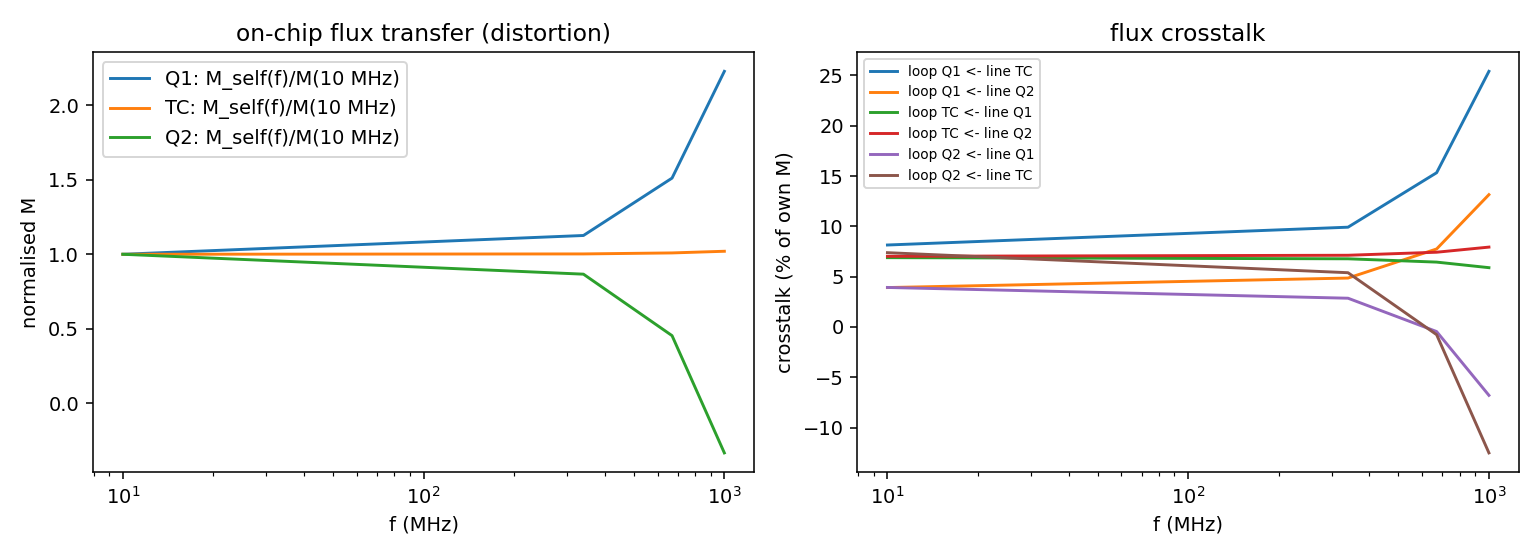 on-chip flux transfer (distortion)
Q1: M_self(f)/M(10 MHz)
TC: M_self(f)/M(10 MHz)
Q2: M_self(f)/M(10 MHz)
normalised M
2.0
1.5
1.0
0.5
0.0
10¹
10²
10³
f (MHz)
flux crosstalk
loop Q1 <- line TC
loop Q1 <- line Q2
loop TC <- line Q1
loop TC <- line Q2
loop Q2 <- line Q1
loop Q2 <- line TC
crosstalk (% of own M)
25
20
15
10
5
0
−5
−10
10¹
10²
10³
f (MHz)